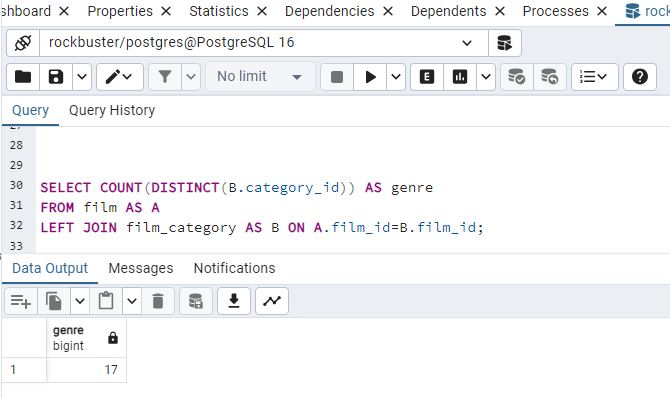 shboard Properties Statistics Dependencies Dependents Processes rock
rockbuster/postgres@PostgreSQL 16
No limit
Query Query History
27
28
29
30 SELECT COUNT(DISTINCT(B.category_id)) AS genre
31 FROM film AS A
32 LEFT JOIN film_category AS B ON A.film_id=B.film_id;
33
Data Output Messages Notifications
genre
bigint
1 17